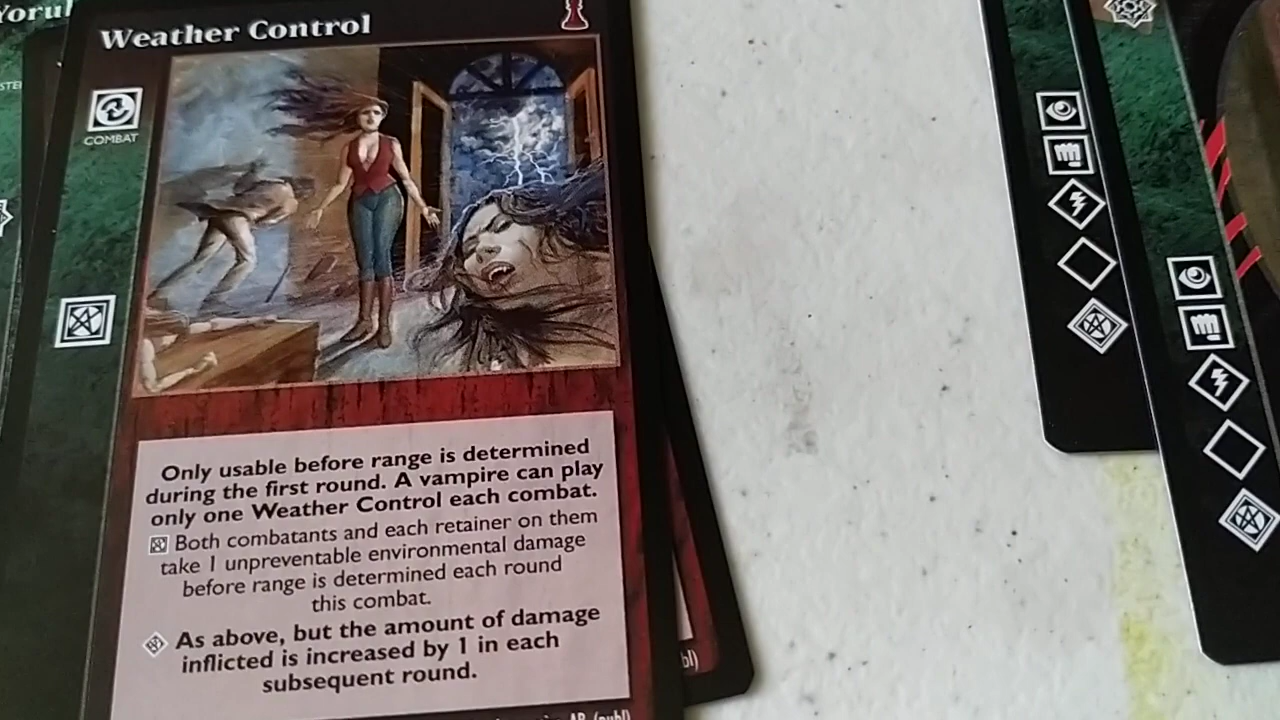 Weather Control
COMBAT
Only usable before range is determined
during the first round. A vampire can play
only one Weather Control each combat.
Both combatants and each retainer on them
take 1 unpreventable environmental damage
before range is determined each round
this combat.
As above, but the amount of damage
inflicted is increased by 1 in each
subsequent round.